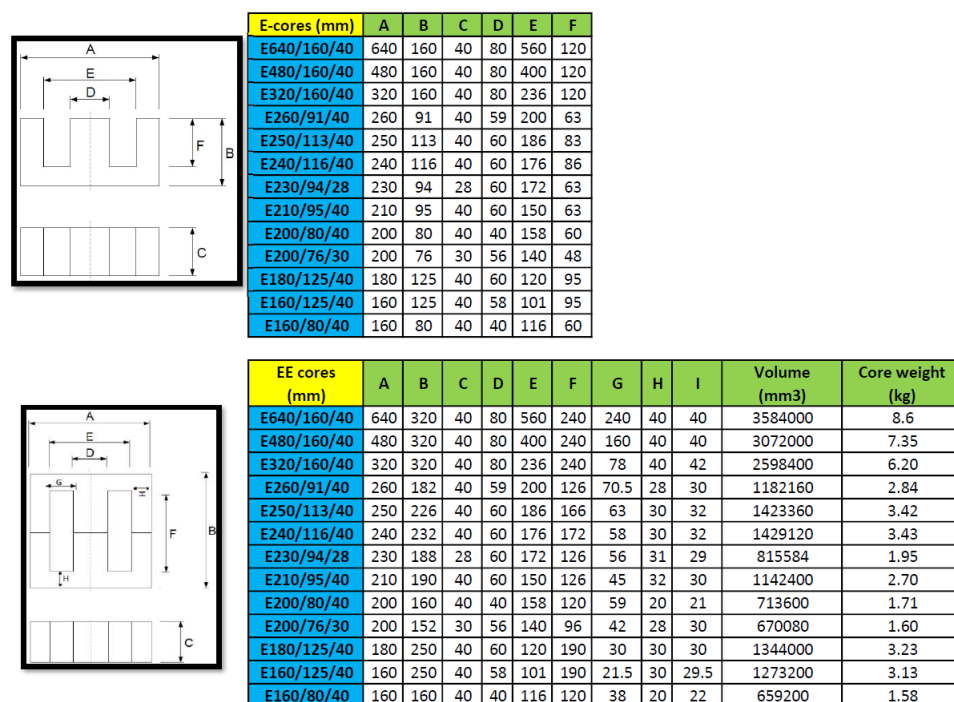 E-cores (mm) A B C D E F
E640/160/40 640 160 40 80 560 120
E480/160/40 480 160 40 80 400 120
E320/160/40 320 160 40 80 236 120
E260/91/40 260 91 40 59 200 63
E250/113/40 250 113 40 60 186 83
E240/116/40 240 116 40 60 176 86
E230/94/28 230 94 28 60 172 63
E210/95/40 210 95 40 60 150 63
E200/80/40 200 80 40 40 158 60
E200/76/30 200 76 30 56 140 48
E180/125/40 180 125 40 60 120 95
E160/125/40 160 125 40 58 101 95
E160/80/40 160 80 40 40 116 60
A
E
D
F
B
C
EE cores (mm) A B C D E F G H I Volume (mm3) Core weight (kg)
E640/160/40 640 320 40 80 560 240 240 40 40 3584000 8.6
E480/160/40 480 320 40 80 400 240 160 40 40 3072000 7.35
E320/160/40 320 320 40 80 236 240 78 40 42 2598400 6.20
E260/91/40 260 182 40 59 200 126 70.5 28 30 1182160 2.84
E250/113/40 250 226 40 60 186 166 63 30 32 1423360 3.42
E240/116/40 240 232 40 60 176 172 58 30 32 1429120 3.43
E230/94/28 230 188 28 60 172 126 56 31 29 815584 1.95
E210/95/40 210 190 40 60 150 126 45 32 30 1142400 2.70
E200/80/40 200 160 40 40 158 120 59 20 21 713600 1.71
E200/76/30 200 152 30 56 140 96 42 28 30 670080 1.60
E180/125/40 180 250 40 60 120 190 30 30 30 1344000 3.23
E160/125/40 160 250 40 58 101 190 21.5 30 29.5 1273200 3.13
E160/80/40 160 160 40 40 116 120 38 20 22 659200 1.58
A
E
D
G
H
F
B
H
C